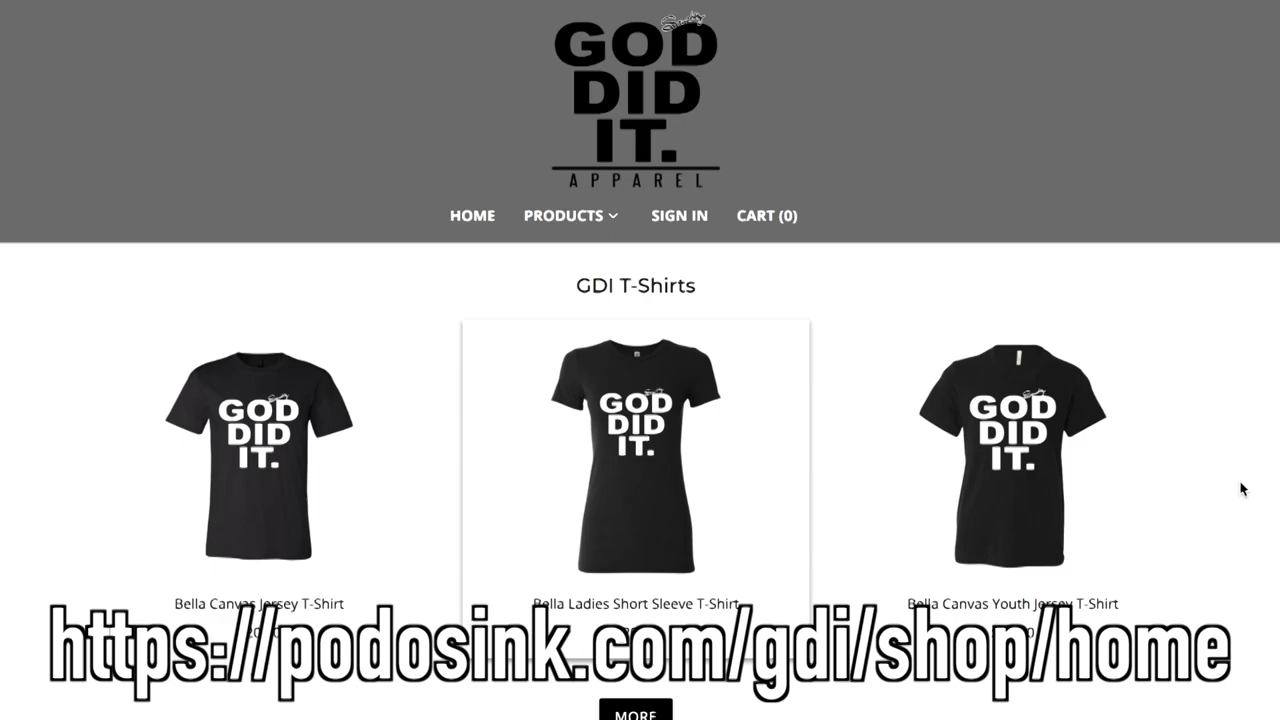 GOD
DID
IT.
APPAREL
HOME PRODUCTS SIGN IN CART (0)
GDI T-Shirts
GOD
DID
IT.
GOD
DID
IT.
GOD
DID
IT.
Bella Canvas Jersey T-Shirt
Bella Ladies Short Sleeve T-Shirt
Bella Canvas Youth Jersey T-Shirt
https://podosink.com/gdi/shop/home
MORE